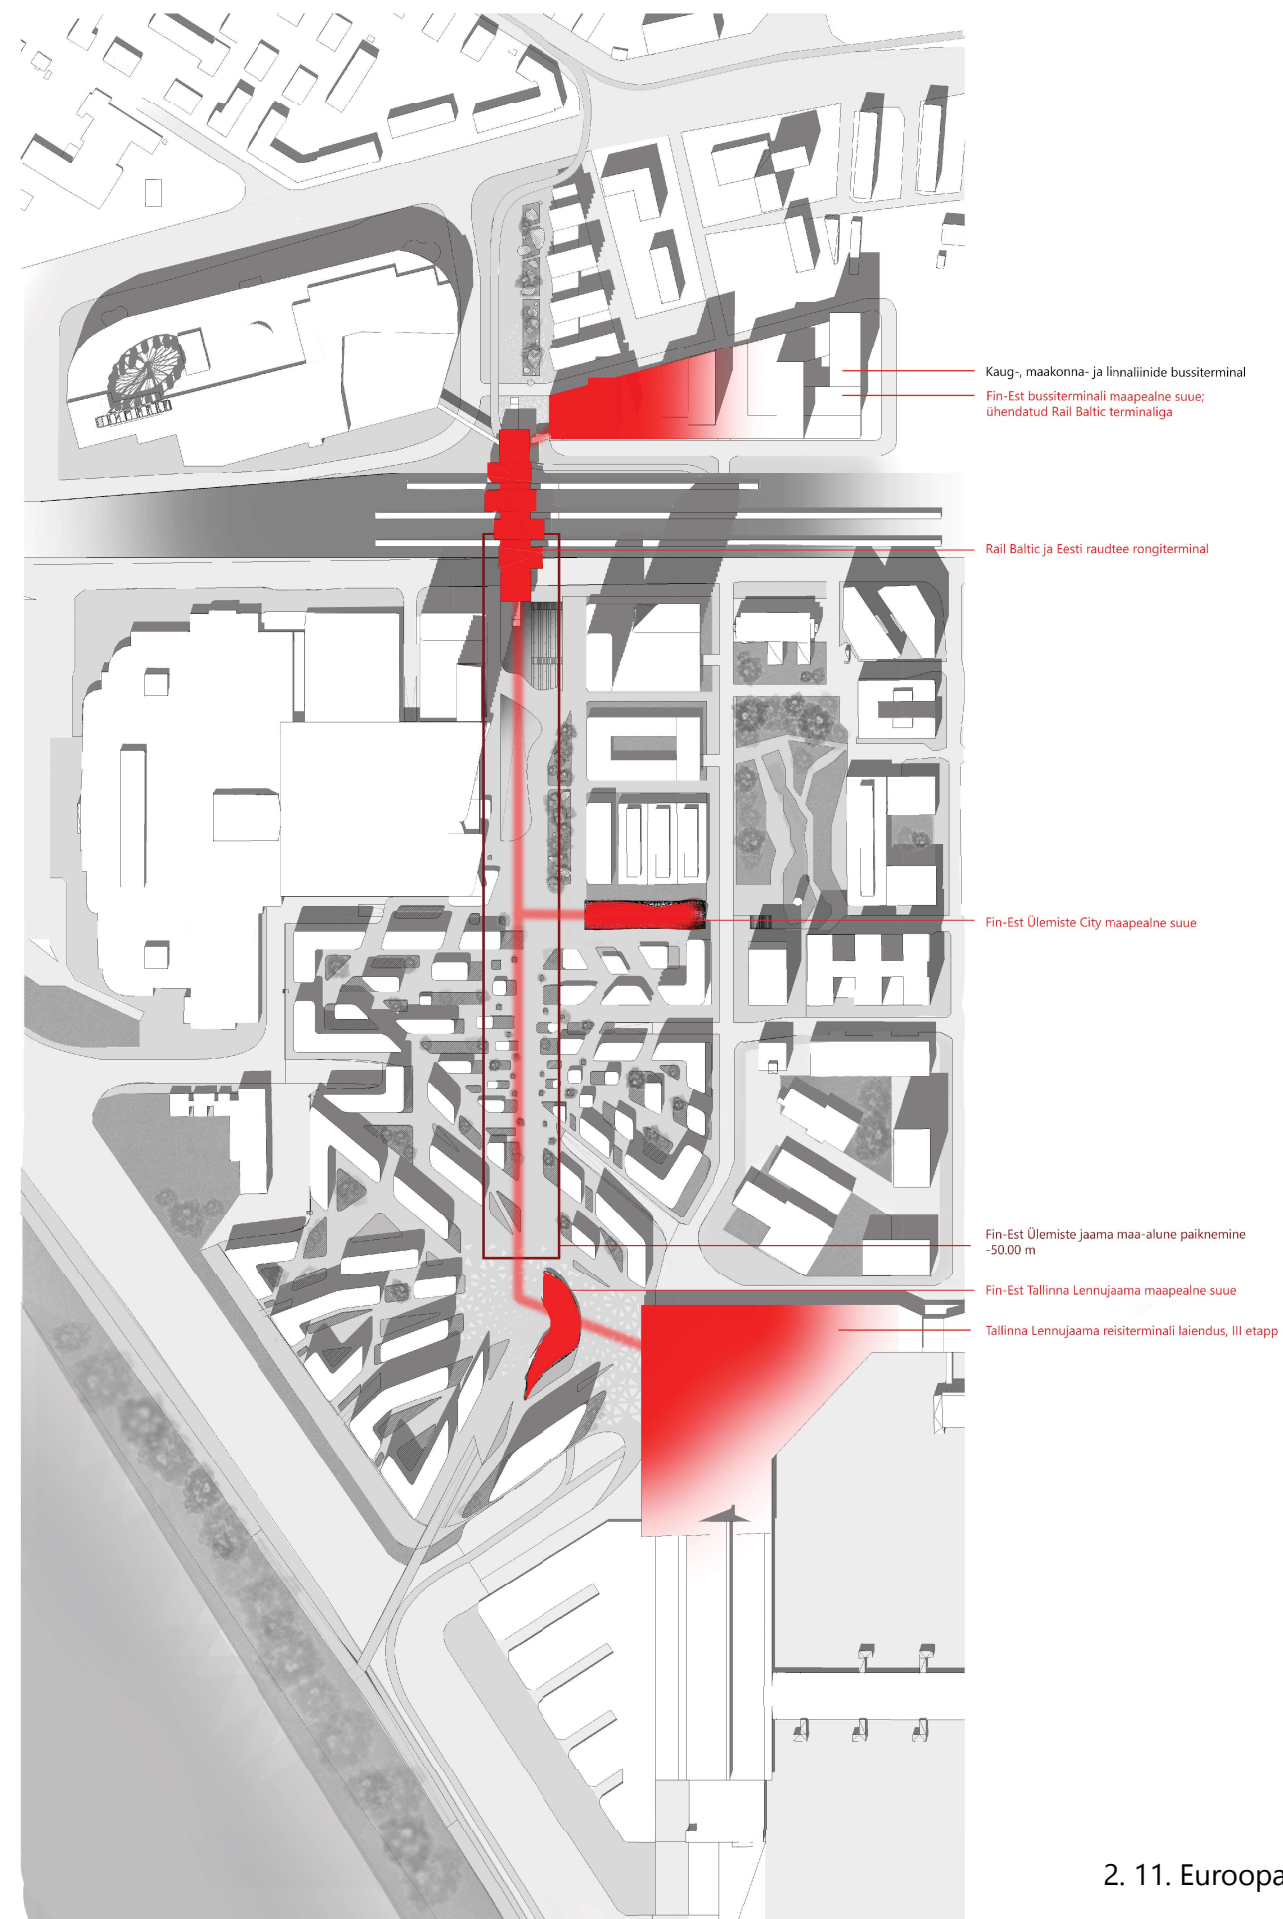 Kaug-, maakonna- ja linnaliinide bussiterminal
Fin-Est bussiterminali maapealne suue;
ühendatud Rail Baltic terminaliga
Rail Baltic ja Eesti raudtee rongiterminal
Fin-Est Ülemiste City maapealne suue
Fin-Est Ülemiste jaama maa-alune paiknemine
-50.00 m
Fin-Est Tallinna Lennujaama maapealne suue
Tallinna Lennujaama reisiterminali laiendus, III etapp
2. 11. Euroopa